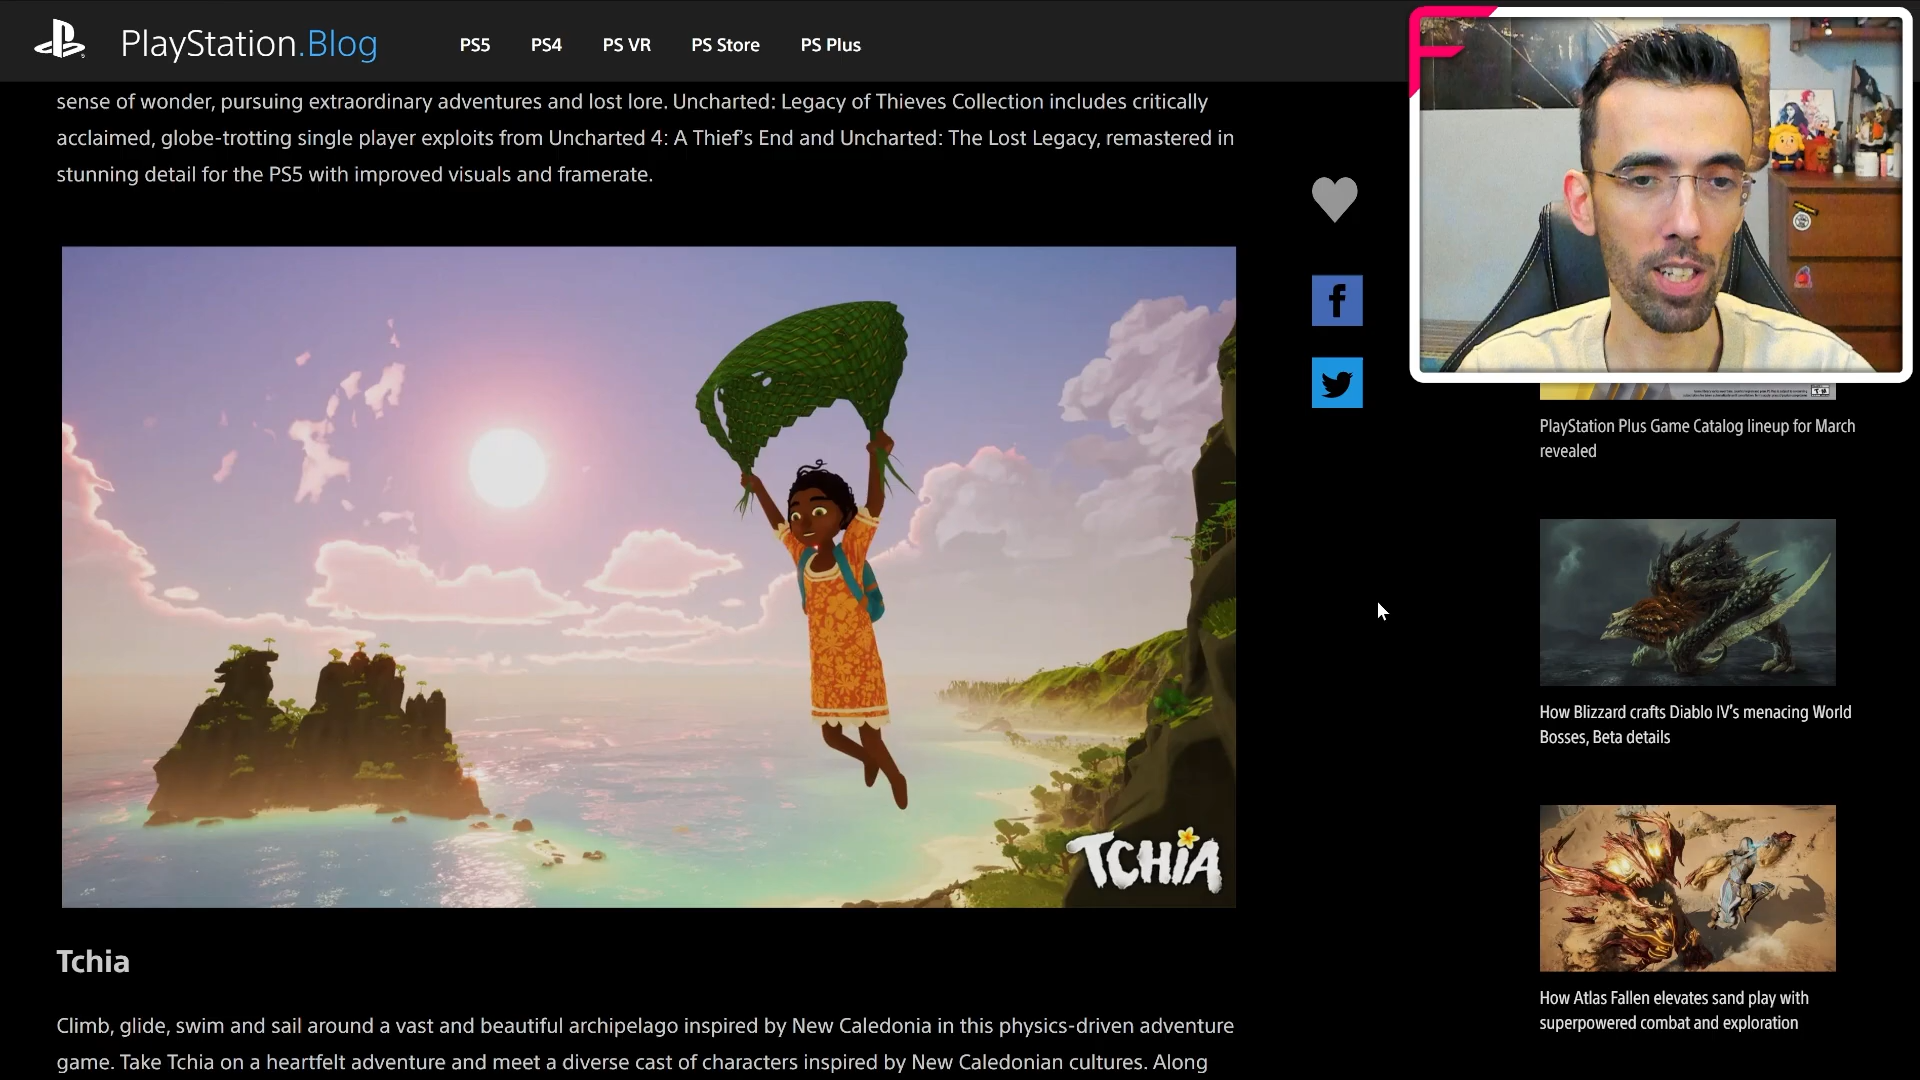 PlayStation.Blog
PS5
PS4
PS VR
PS Store
PS Plus
sense of wonder, pursuing extraordinary adventures and lost lore. Uncharted: Legacy of Thieves Collection includes critically
acclaimed, globe-trotting single player exploits from Uncharted 4: A Thief's End and Uncharted: The Lost Legacy, remastered in
stunning detail for the PS5 with improved visuals and framerate.
TCHIA
Tchia
Climb, glide, swim and sail around a vast and beautiful archipelago inspired by New Caledonia in this physics-driven adventure
game. Take Tchia on a heartfelt adventure and meet a diverse cast of characters inspired by New Caledonian cultures. Along
PlayStation Plus Game Catalog lineup for March
revealed
How Blizzard crafts Diablo IV's menacing World
Bosses, Beta details
How Atlas Fallen elevates sand play with
superpowered combat and exploration